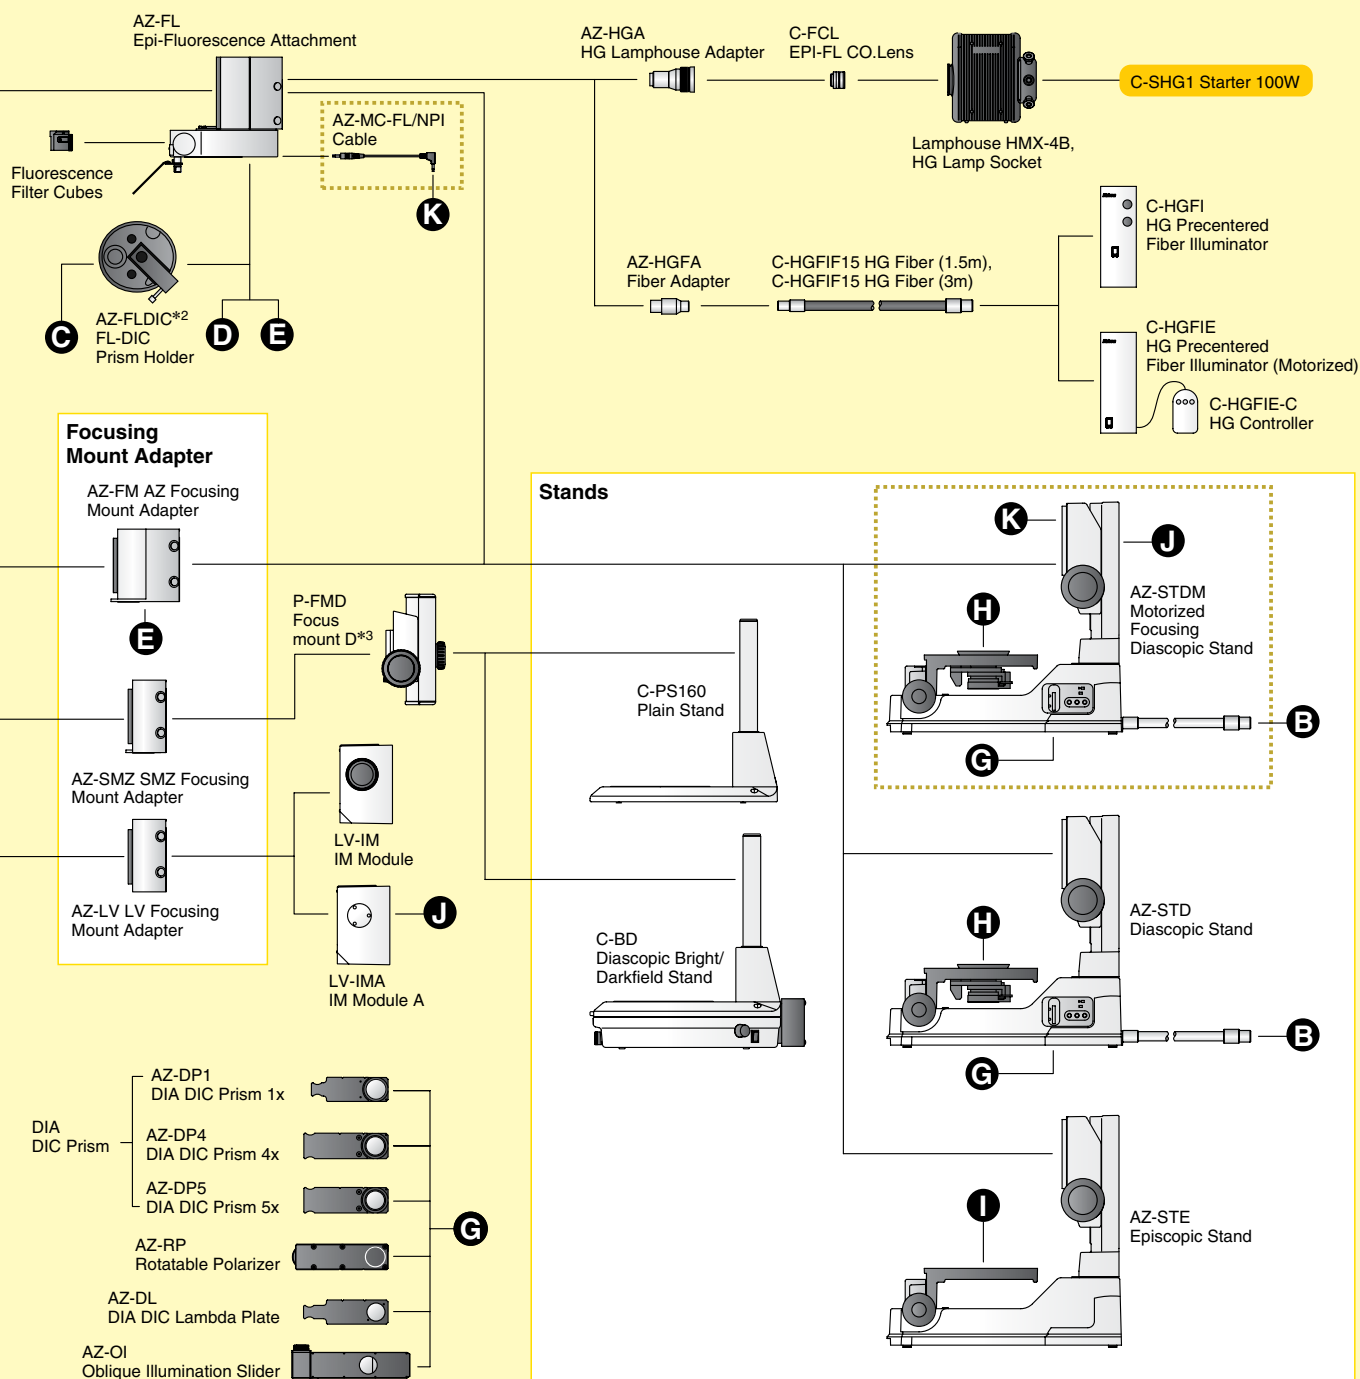 AZ-FL
Epi-Fluorescence Attachment
AZ-HGA
HG Lamphouse Adapter
C-FCL
EPI-FL CO.Lens
C-SHG1 Starter 100W
Lamphouse HMX-4B,
HG Lamp Socket
AZ-MC-FL/NPI
Cable
K
Fluorescence
Filter Cubes
C
AZ-FLDIC*2
FL-DIC
Prism Holder
D
E
AZ-HGFA
Fiber Adapter
C-HGFIF15 HG Fiber (1.5m),
C-HGFIF15 HG Fiber (3m)
C-HGFI
HG Precentered
Fiber Illuminator
C-HGFIE
HG Precentered
Fiber Illuminator (Motorized)
C-HGFIE-C
HG Controller
Focusing
Mount Adapter
AZ-FM AZ Focusing
Mount Adapter
E
AZ-SMZ SMZ Focusing
Mount Adapter
AZ-LV LV Focusing
Mount Adapter
P-FMD
Focus
mount D*3
LV-IM
IM Module
J
LV-IMA
IM Module A
Stands
C-PS160
Plain Stand
C-BD
Diascopic Bright/
Darkfield Stand
K
J
H
AZ-STDM
Motorized
Focusing
Diascopic Stand
B
G
H
AZ-STD
Diascopic Stand
B
G
I
AZ-STE
Episcopic Stand
DIA
DIC Prism
AZ-DP1
DIA DIC Prism 1x
AZ-DP4
DIA DIC Prism 4x
AZ-DP5
DIA DIC Prism 5x
AZ-RP
Rotatable Polarizer
AZ-DL
DIA DIC Lambda Plate
AZ-OI
Oblique Illumination Slider
G